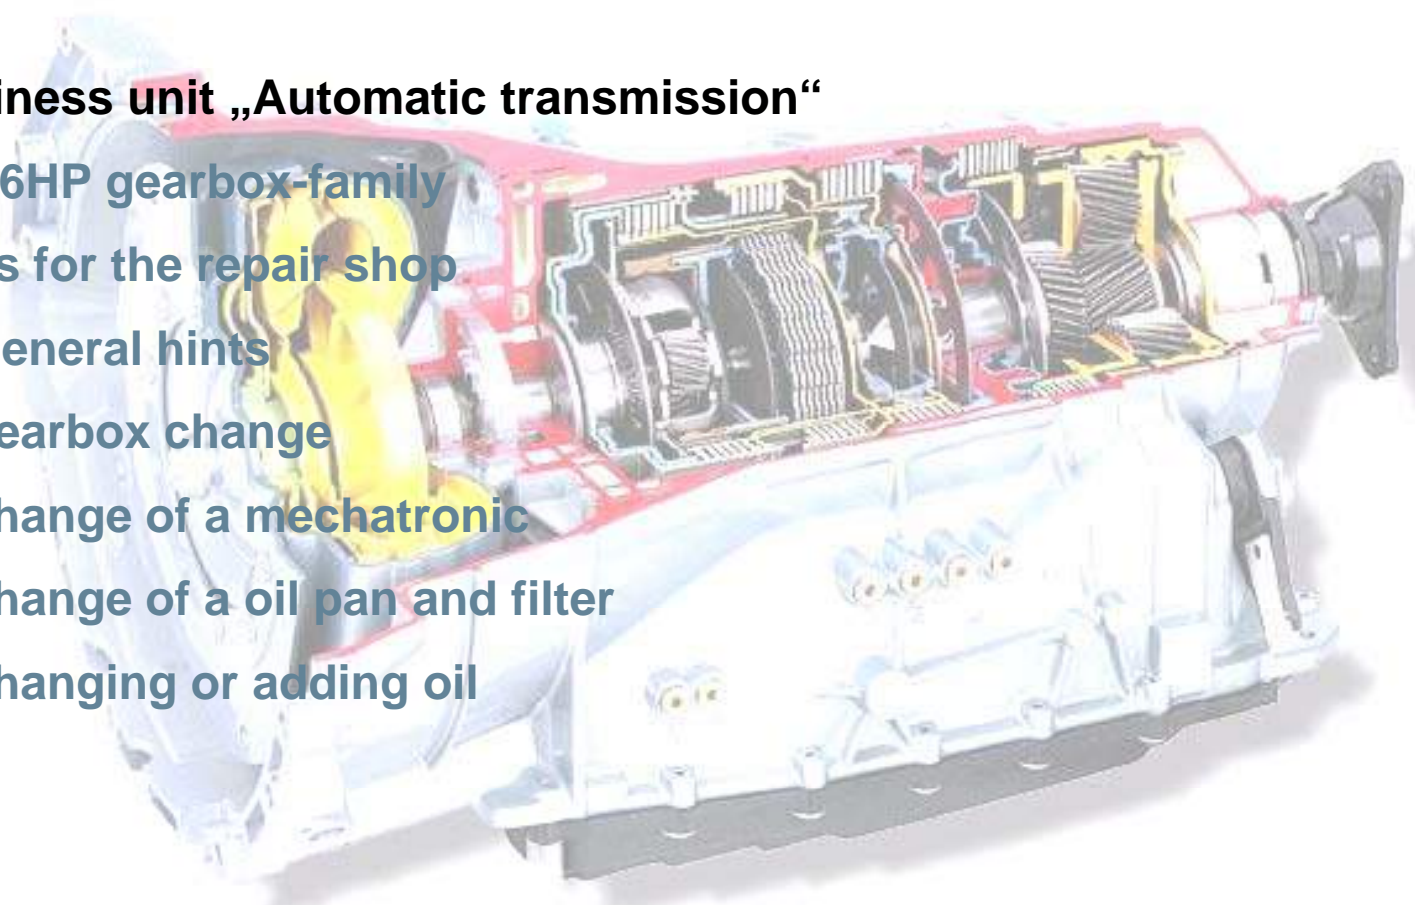 iness unit „Automatic transmission“
6HP gearbox-family
s for the repair shop
eneral hints
earbox change
hange of a mechatronic
hange of a oil pan and filter
hanging or adding oil